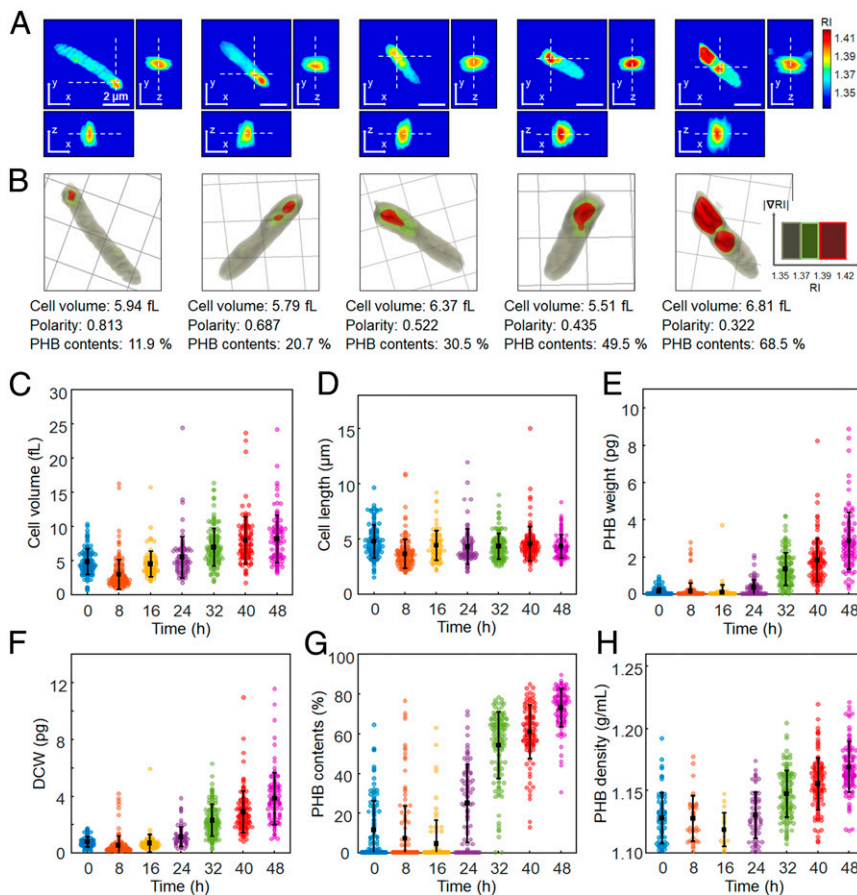 A
RI
1.41
1.39
1.37
1.35
y
x
2 μm
y
z
y
x
y
z
y
x
y
z
y
x
y
z
y
x
y
z
z
x
z
x
z
x
z
x
z
x
B
|∇RI|
1.35 1.37 1.39 1.42
RI
Cell volume: 5.94 fL
Polarity: 0.813
PHB contents: 11.9 %
Cell volume: 5.79 fL
Polarity: 0.687
PHB contents: 20.7 %
Cell volume: 6.37 fL
Polarity: 0.522
PHB contents: 30.5 %
Cell volume: 5.51 fL
Polarity: 0.435
PHB contents: 49.5 %
Cell volume: 6.81 fL
Polarity: 0.322
PHB contents: 68.5 %
C
Cell volume (fL)
30
25
20
15
10
5
0
0 8 16 24 32 40 48
Time (h)
D
Cell length (μm)
15
10
5
0
0 8 16 24 32 40 48
Time (h)
E
PHB weight (pg)
10
8
6
4
2
0
0 8 16 24 32 40 48
Time (h)
F
DCW (pg)
12
8
4
0
0 8 16 24 32 40 48
Time (h)
G
PHB contents (%)
100
80
60
40
20
0
0 8 16 24 32 40 48
Time (h)
H
PHB density (g/mL)
1.25
1.20
1.15
1.10
0 8 16 24 32 40 48
Time (h)